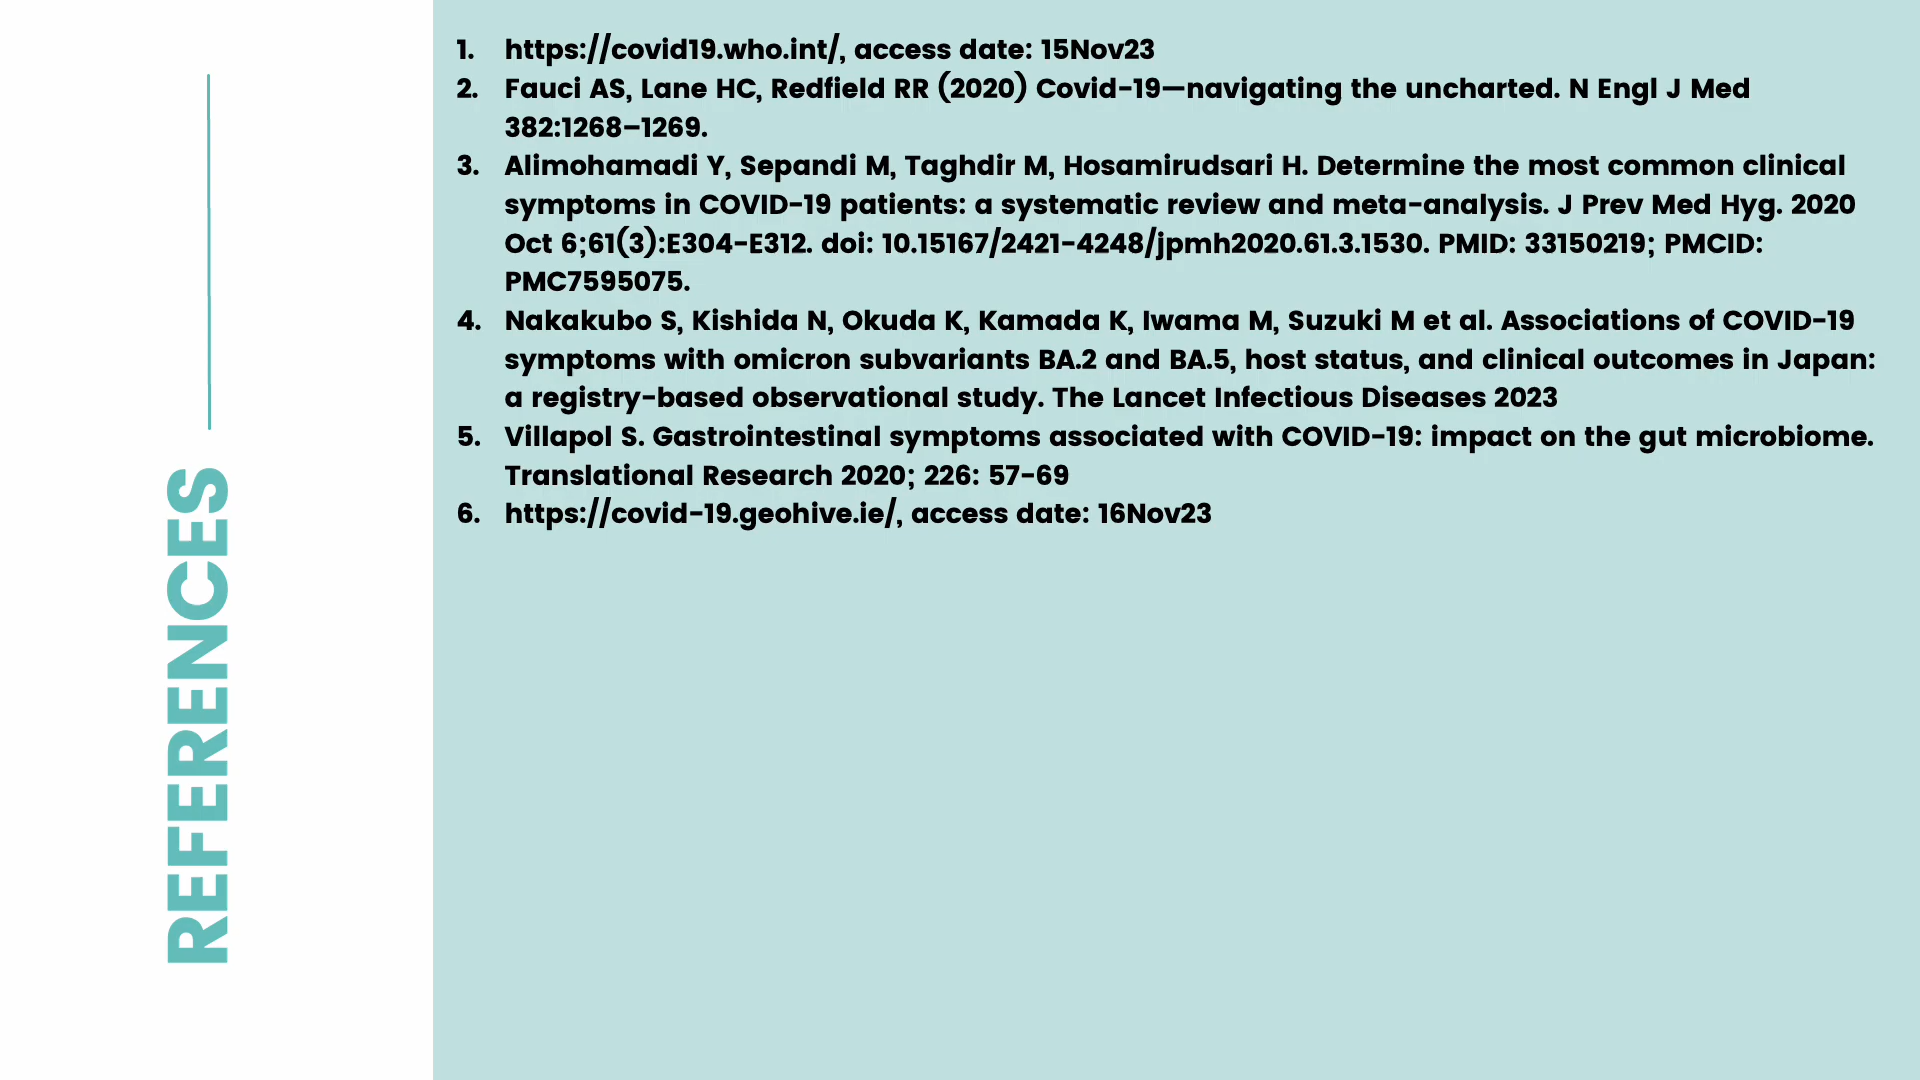 REFERENCES
1. https://covid19.who.int/, access date: 15Nov23
2. Fauci AS, Lane HC, Redfield RR (2020) Covid-19—navigating the uncharted. N Engl J Med
382:1268–1269.
3. Alimohamadi Y, Sepandi M, Taghdir M, Hosamirudsari H. Determine the most common clinical
symptoms in COVID-19 patients: a systematic review and meta-analysis. J Prev Med Hyg. 2020
Oct 6;61(3):E304-E312. doi: 10.15167/2421-4248/jpmh2020.61.3.1530. PMID: 33150219; PMCID:
PMC7595075.
4. Nakakubo S, Kishida N, Okuda K, Kamada K, Iwama M, Suzuki M et al. Associations of COVID-19
symptoms with omicron subvariants BA.2 and BA.5, host status, and clinical outcomes in Japan:
a registry-based observational study. The Lancet Infectious Diseases 2023
5. Villapol S. Gastrointestinal symptoms associated with COVID-19: impact on the gut microbiome.
Translational Research 2020; 226: 57-69
6. https://covid-19.geohive.ie/, access date: 16Nov23